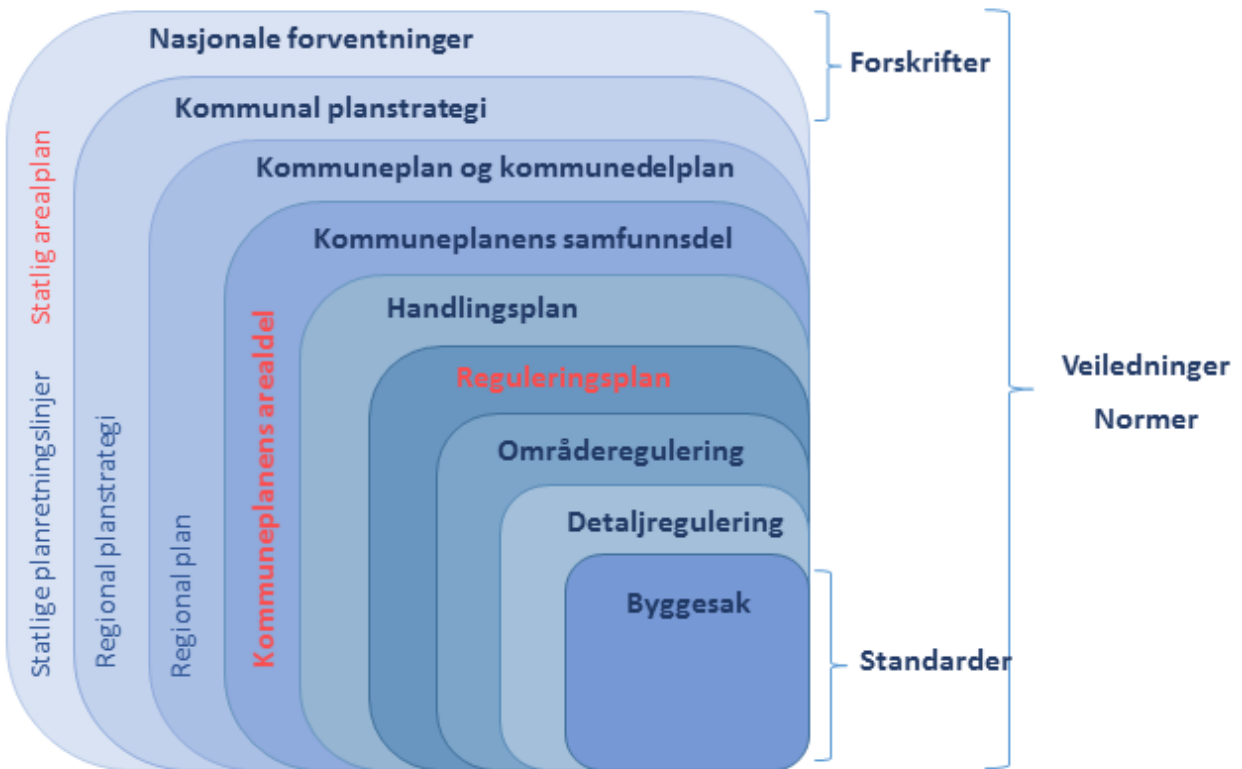 Nasjonale forventninger
Forskrifter
Kommunal planstrategi
Kommuneplan og kommunedelplan
Kommuneplanens samfunnsdel
Handlingsplan
Reguleringsplan
Områderegulering
Detaljregulering
Byggesak
Statlig arealplan
Statlige planretningslinjer
Regional planstrategi
Regional plan
Kommuneplanens arealdel
Veiledninger
Normer
Standarder